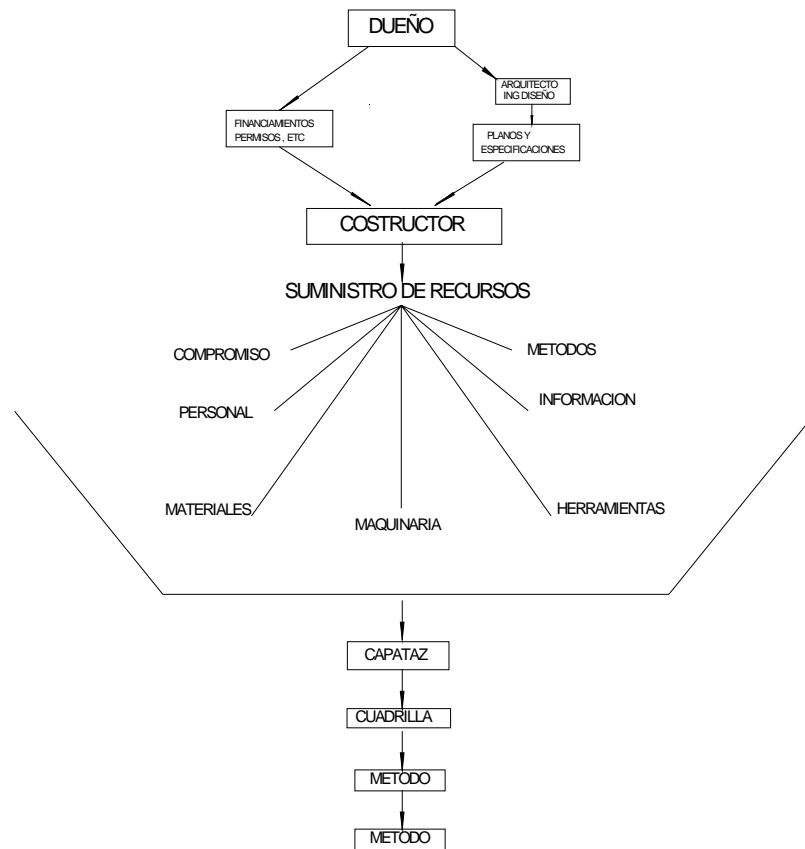 DUEÑO
ARQUITECTO
ING DISEÑO
FINANCIAMIENTOS
PERMISOS , ETC
PLANOS Y
ESPECIFICACIONES
COSTRUCTOR
SUMINISTRO DE RECURSOS
COMPROMISO
METODOS
PERSONAL
INFORMACION
MATERIALES
MAQUINARIA
HERRAMIENTAS
CAPATAZ
CUADRILLA
METODO
METODO